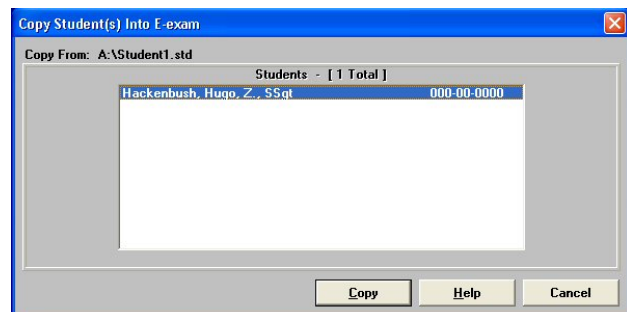 Copy Student(s) Into E-exam
Copy From: A:\Student1.std
Students - [ 1 Total ]
Hackenbush, Hugo, Z., SSgt 000-00-0000
Copy Help Cancel